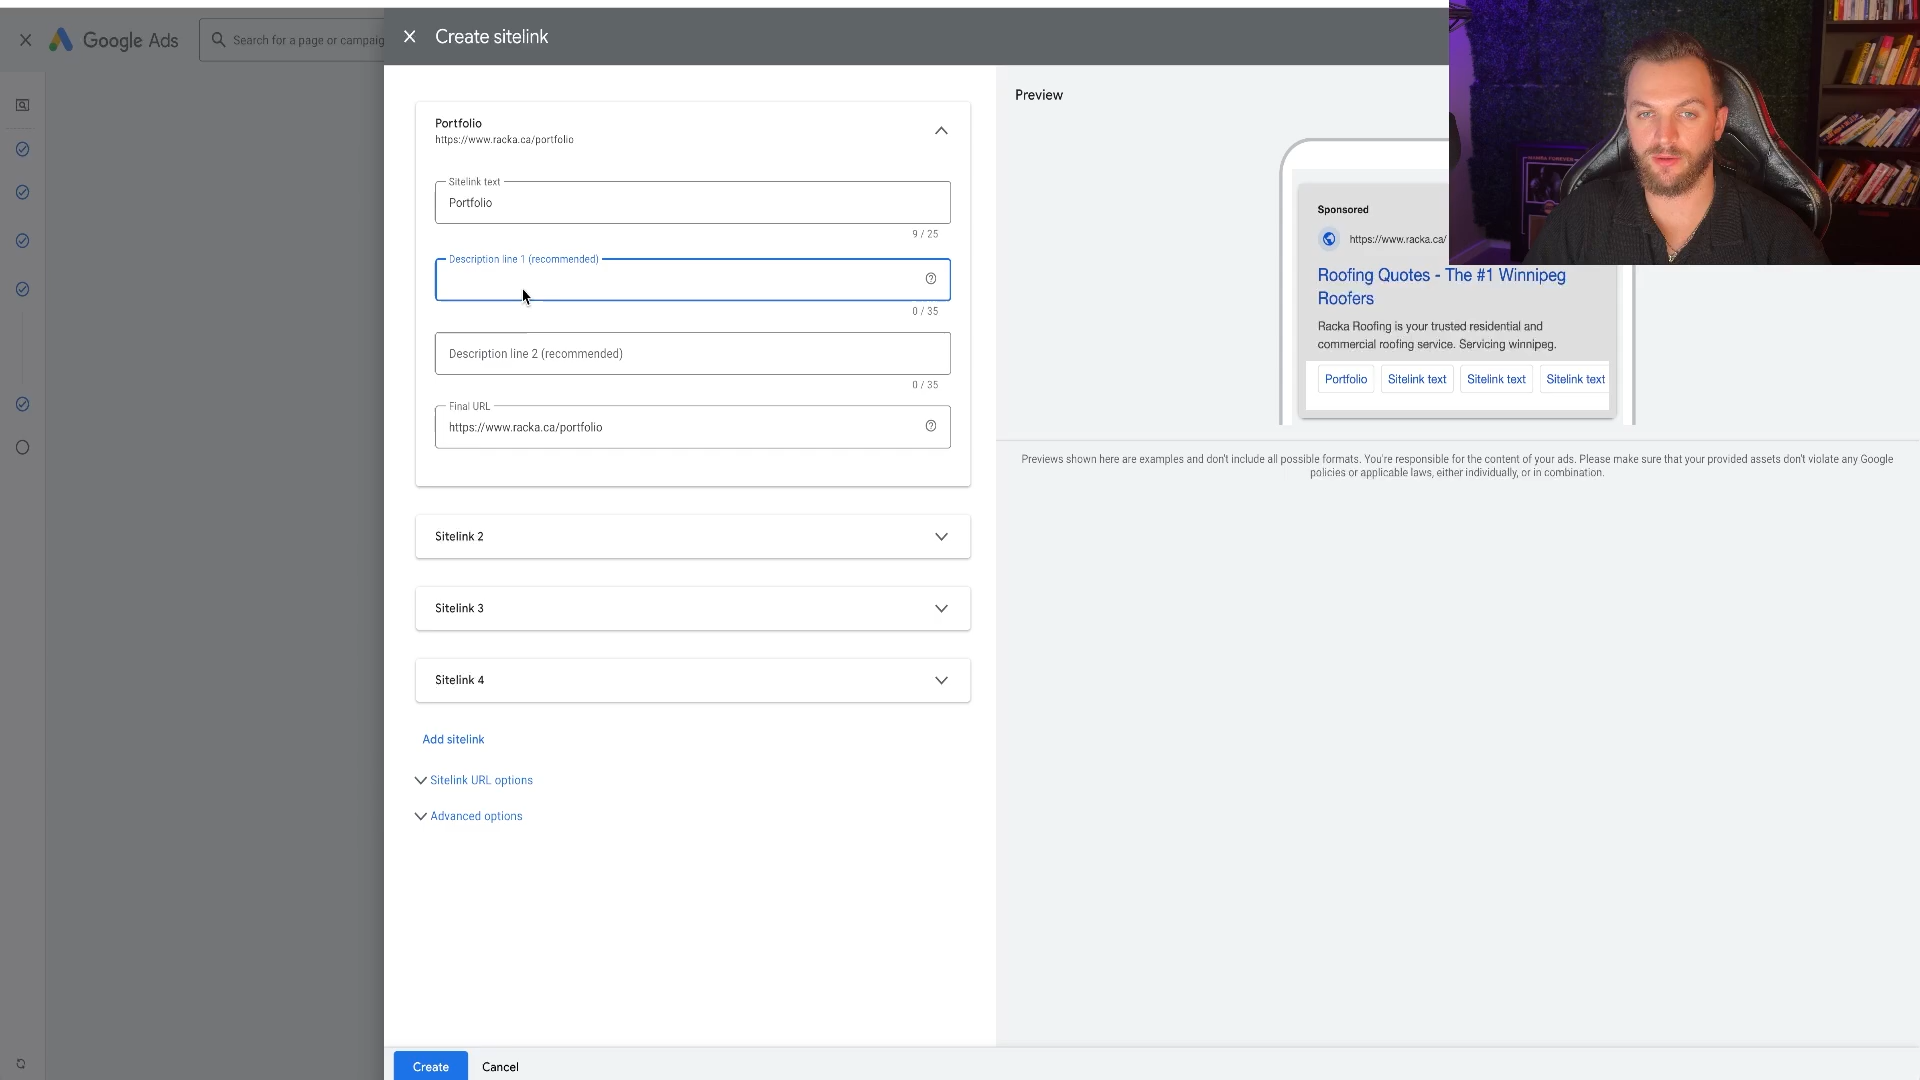 Google Ads
Search for a page or campaig
Create sitelink
Portfolio
https://www.racka.ca/portfolio
Sitelink text
Portfolio
9 / 25
Description line 1 (recommended)
0 / 35
Description line 2 (recommended)
0 / 35
Final URL
https://www.racka.ca/portfolio
Sitelink 2
Sitelink 3
Sitelink 4
Add sitelink
Sitelink URL options
Advanced options
Create
Cancel
Preview
Sponsored
https://www.racka.ca/
Roofing Quotes - The #1 Winnipeg
Roofers
Racka Roofing is your trusted residential and
commercial roofing service. Servicing winnipeg.
Portfolio
Sitelink text
Sitelink text
Sitelink text
Previews shown here are examples and don't include all possible formats. You're responsible for the content of your ads. Please make sure that your provided assets don't violate any Google
policies or applicable laws, either individually, or in combination.